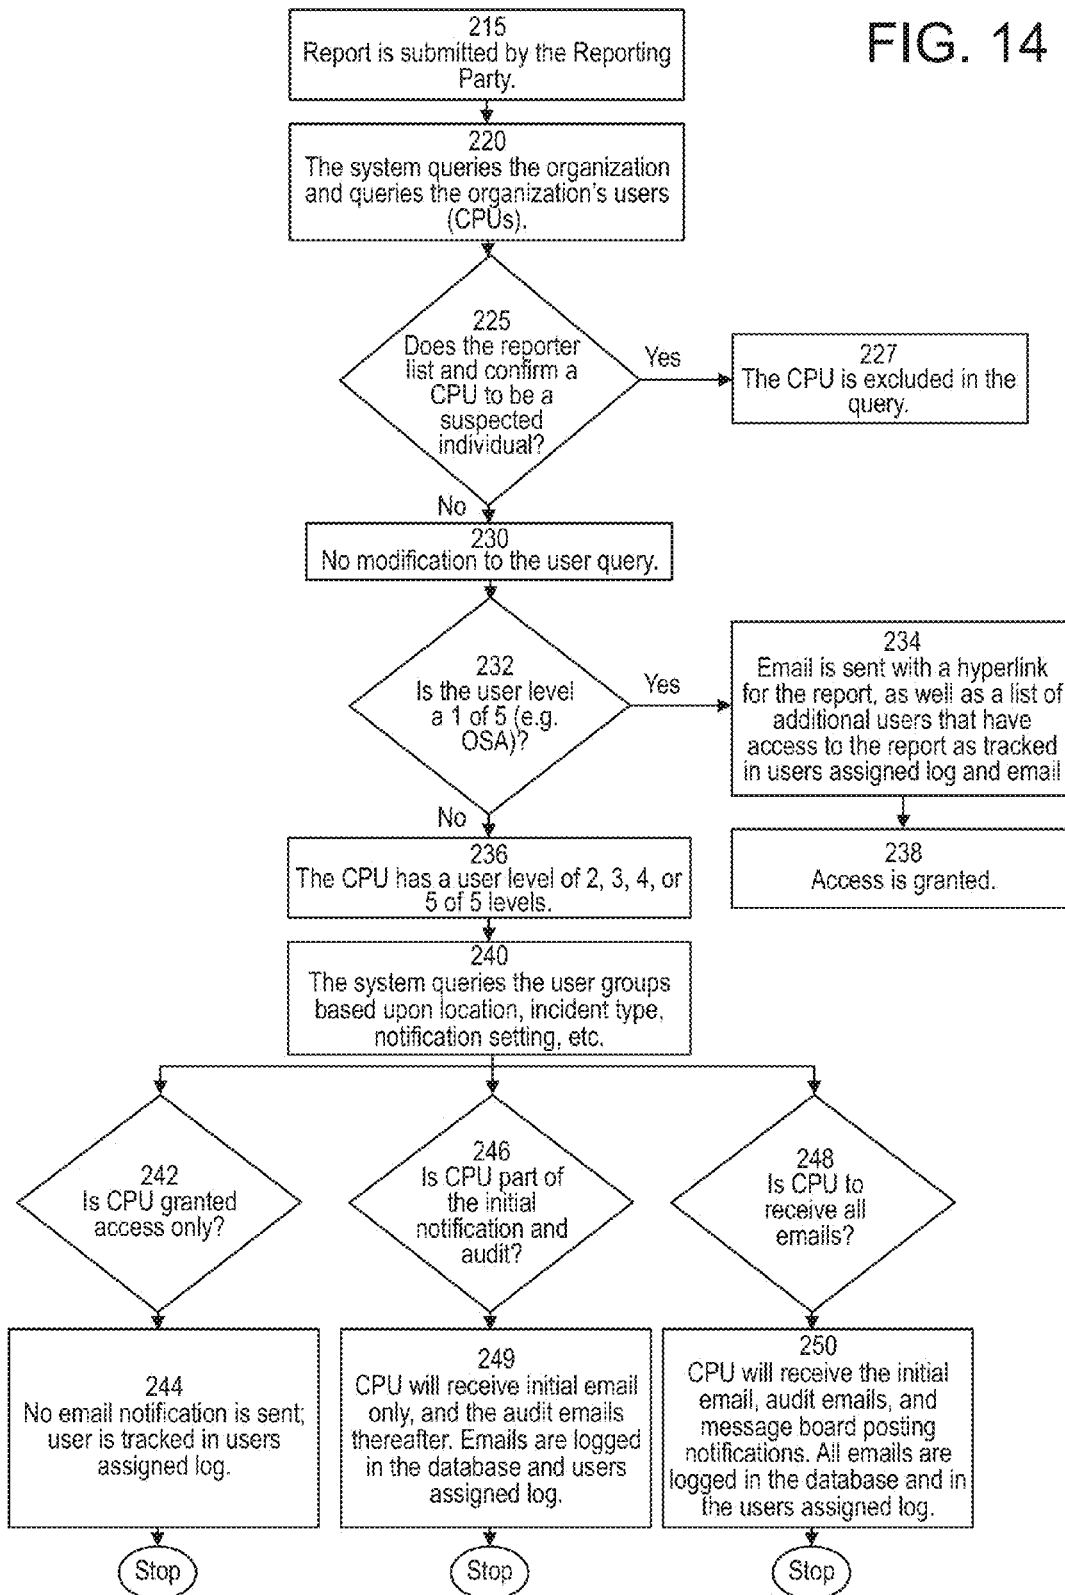 FIG. 14
215
Report is submitted by the Reporting
Party.
220
The system queries the organization
and queries the organization's users
(CPUs).
225
Does the reporter
list and confirm a
CPU to be a
suspected
individual?
Yes
227
The CPU is excluded in the
query.
No
230
No modification to the user query.
232
Is the user level
a 1 of 5 (e.g.
OSA)?
Yes
234
Email is sent with a hyperlink
for the report, as well as a list of
additional users that have
access to the report as tracked
in users assigned log and email
No
236
The CPU has a user level of 2, 3, 4, or
5 of 5 levels.
238
Access is granted.
240
The system queries the user groups
based upon location, incident type,
notification setting, etc.
242
Is CPU granted
access only?
246
Is CPU part of
the initial
notification and
audit?
248
Is CPU to
receive all
emails?
244
No email notification is sent;
user is tracked in users
assigned log.
249
CPU will receive initial email
only, and the audit emails
thereafter. Emails are logged
in the database and users
assigned log.
250
CPU will receive the initial
email, audit emails, and
message board posting
notifications. All emails are
logged in the database and in
the users assigned log.
Stop
Stop
Stop